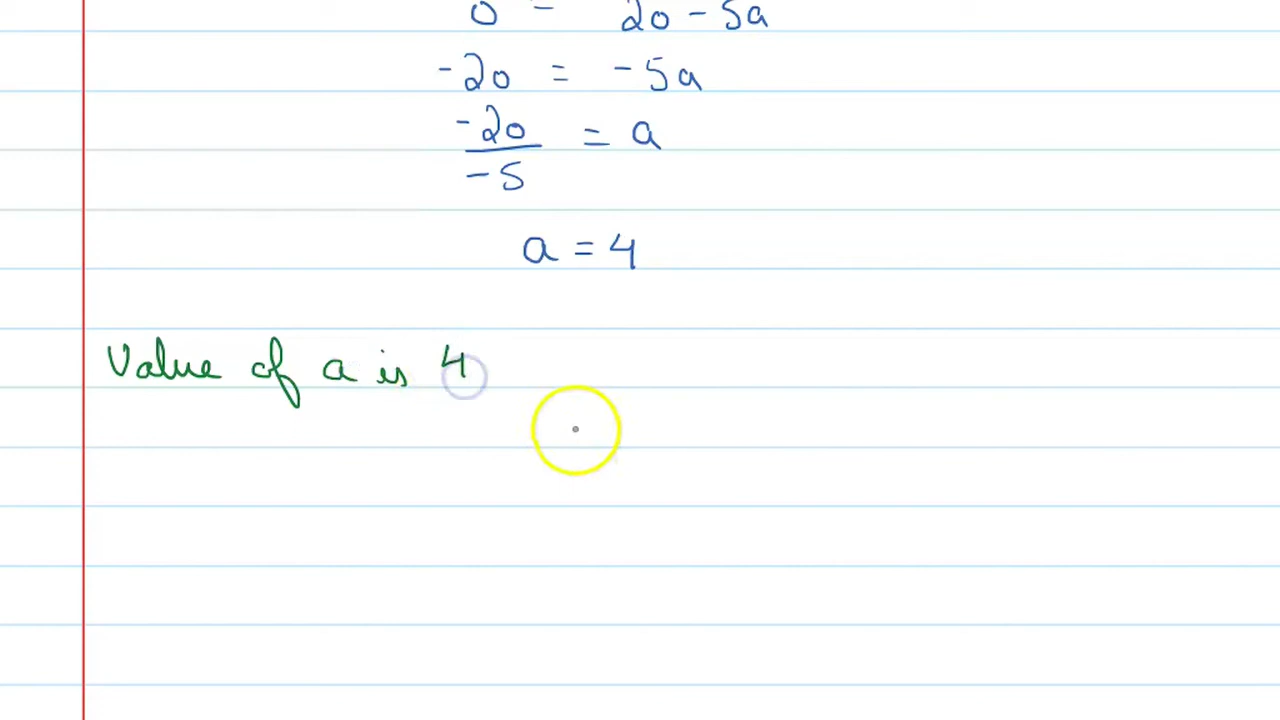 0 = 20 - 5a
-20 = -5a
-20/-5 = a
a = 4
Value of a is 4